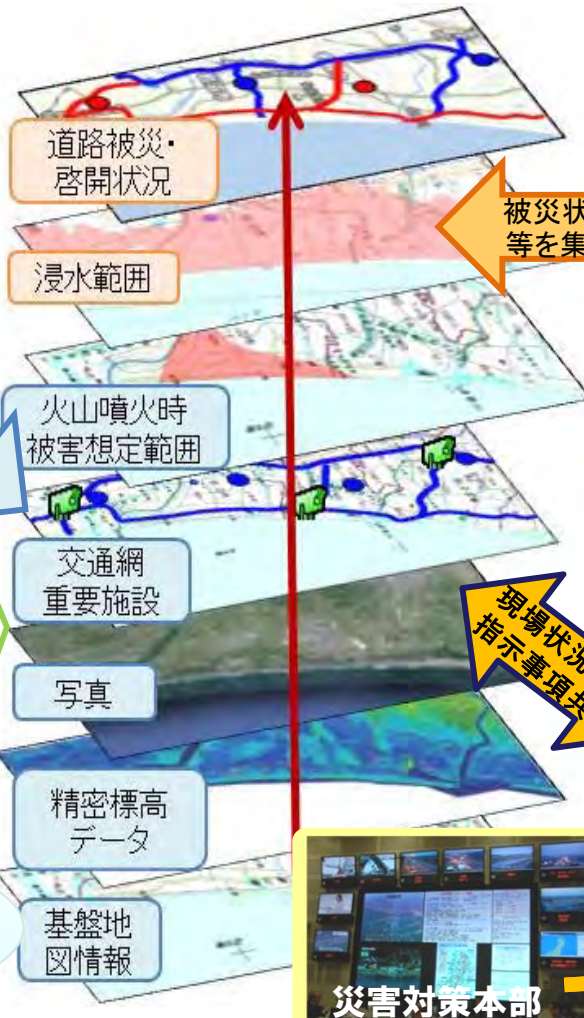 道路被災・
啓開状況
被災状
等を集
浸水範囲
火山噴火時
被害想定範囲
交通網
重要施設
現場状況
指示事項共
写真
精密標高
データ
基盤地
図情報
災害対策本部